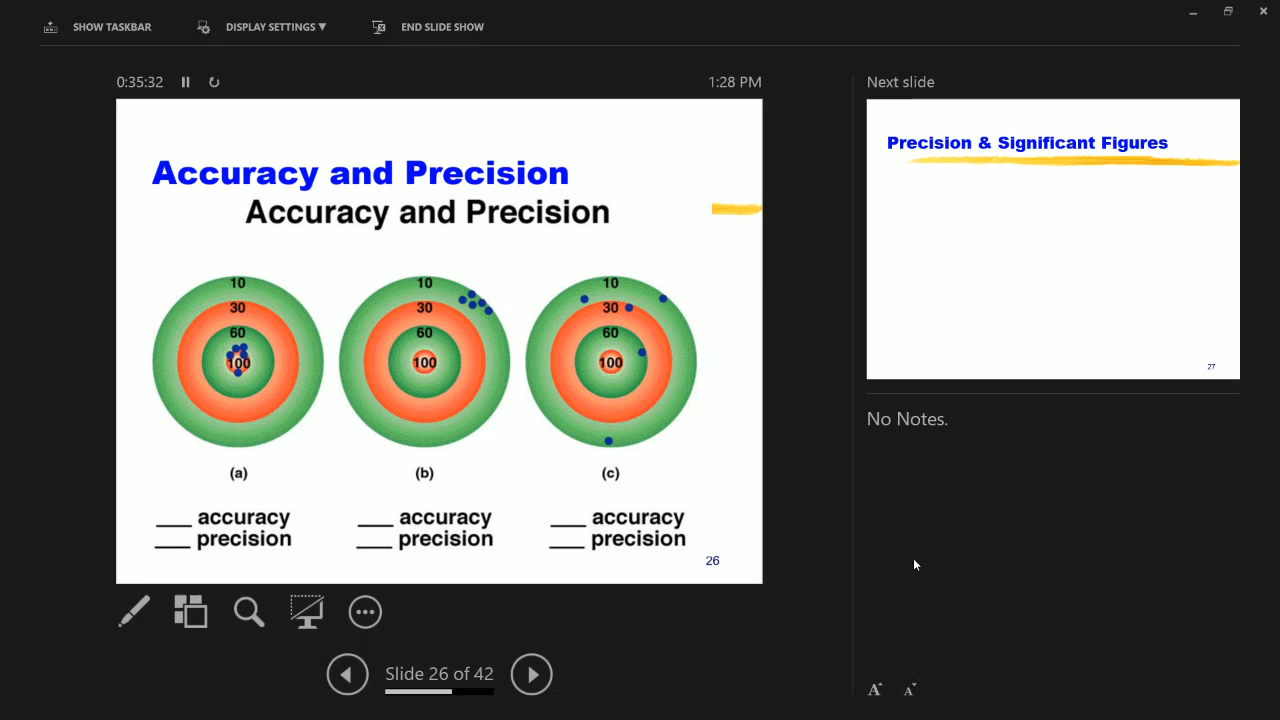 SHOW TASKBAR
DISPLAY SETTINGS ▼
END SLIDE SHOW
0:35:32
1:28 PM
Accuracy and Precision
Accuracy and Precision
10
30
60
100
(a)
___ accuracy
___ precision
10
30
60
100
(b)
___ accuracy
___ precision
10
30
60
100
(c)
___ accuracy
___ precision
26
Slide 26 of 42
Next slide
Precision & Significant Figures
27
No Notes.
A
A